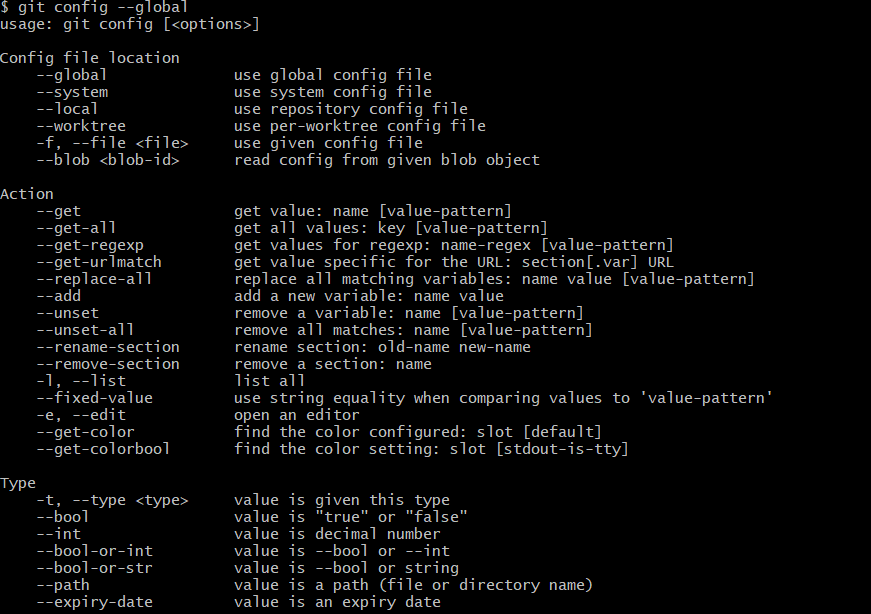 $ git config --global
usage: git config [<options>]
Config file location
--global use global config file
--system use system config file
--local use repository config file
--worktree use per-worktree config file
-f, --file <file> use given config file
--blob <blob-id> read config from given blob object
Action
--get get value: name [value-pattern]
--get-all get all values: key [value-pattern]
--get-regexp get values for regexp: name-regex [value-pattern]
--get-urlmatch get value specific for the URL: section[.var] URL
--replace-all replace all matching variables: name value [value-pattern]
--add add a new variable: name value
--unset remove a variable: name [value-pattern]
--unset-all remove all matches: name [value-pattern]
--rename-section rename section: old-name new-name
--remove-section remove a section: name
-l, --list list all
--fixed-value use string equality when comparing values to 'value-pattern'
-e, --edit open an editor
--get-color find the color configured: slot [default]
--get-colorbool find the color setting: slot [stdout-is-tty]
Type
-t, --type <type> value is given this type
--bool value is "true" or "false"
--int value is decimal number
--bool-or-int value is --bool or --int
--bool-or-str value is --bool or string
--path value is a path (file or directory name)
--expiry-date value is an expiry date